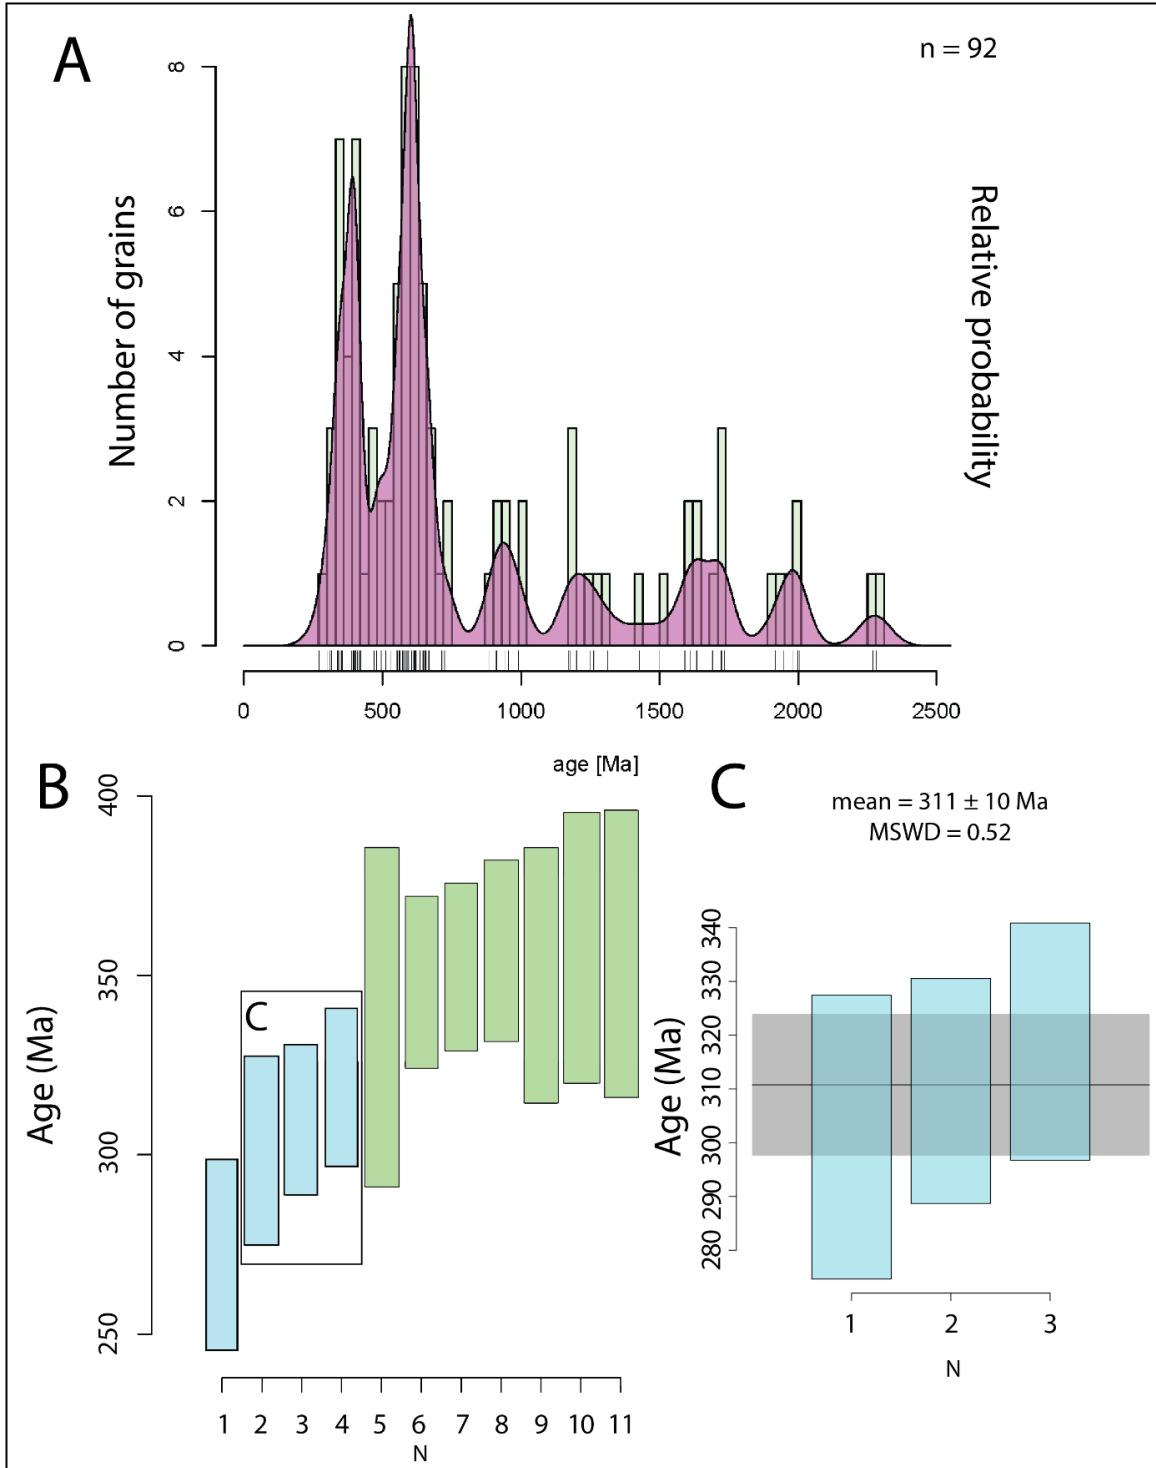 A
n = 92
Number of grains
Relative probability
8
6
4
2
0
0 500 1000 1500 2000 2500
age [Ma]
B
Age (Ma)
400
350
300
250
C
1 2 3 4 5 6 7 8 9 10 11
N
C
mean = 311 ± 10 Ma
MSWD = 0.52
Age (Ma)
340
330
320
310
300
290
280
1 2 3
N